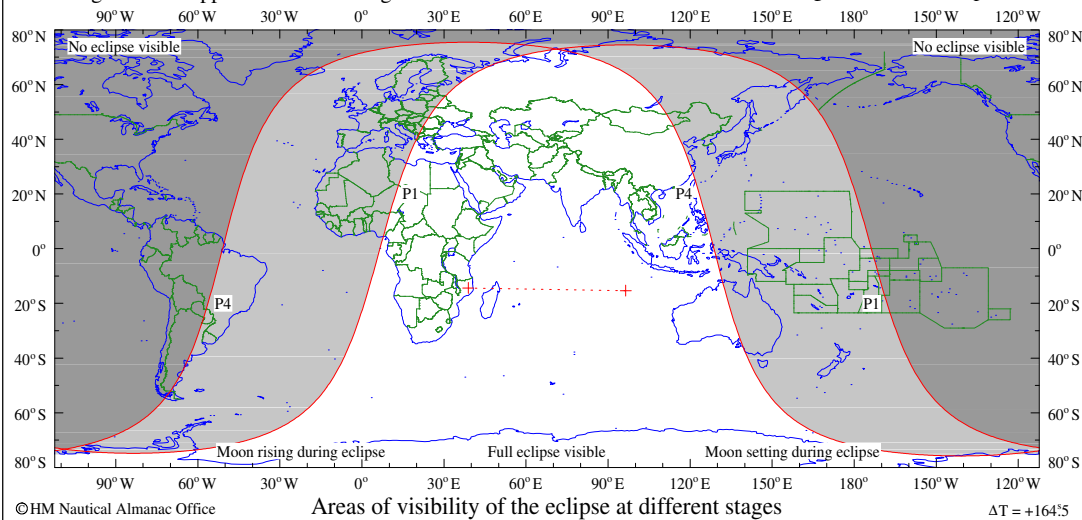 90° W 60° W 30° W 0° 30° E 60° E 90° E 120° E 150° E 180° 150° W 120° W
80° N No eclipse visible No eclipse visible 80° N
60° N 60° N
40° N 40° N
20° N P1 P4 20° N
0° 0°
20° S P4 P1 20° S
40° S 40° S
60° S 60° S
Moon rising during eclipse Full eclipse visible Moon setting during eclipse
80° S 80° S
90° W 60° W 30° W 0° 30° E 60° E 90° E 120° E 150° E 180° 150° W 120° W
©HM Nautical Almanac Office Areas of visibility of the eclipse at different stages ΔT = +164ˢ.5